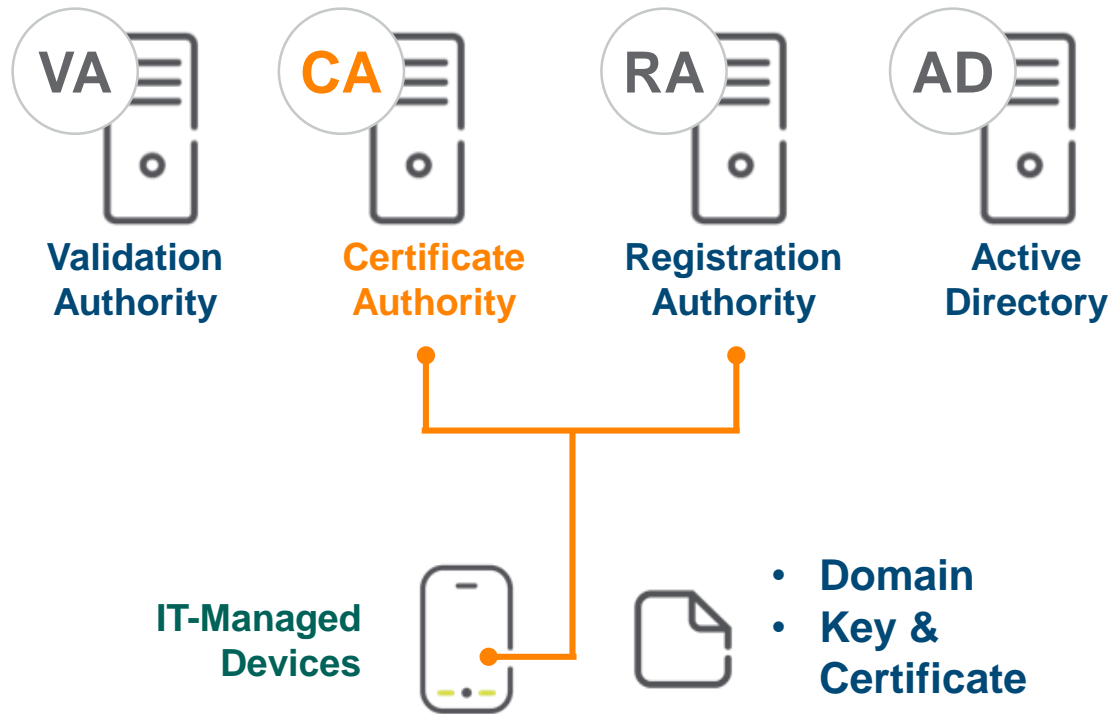 VA
CA
RA
AD
Validation
Authority
Certificate
Authority
Registration
Authority
Active
Directory
IT-Managed
Devices
• Domain
• Key &
Certificate